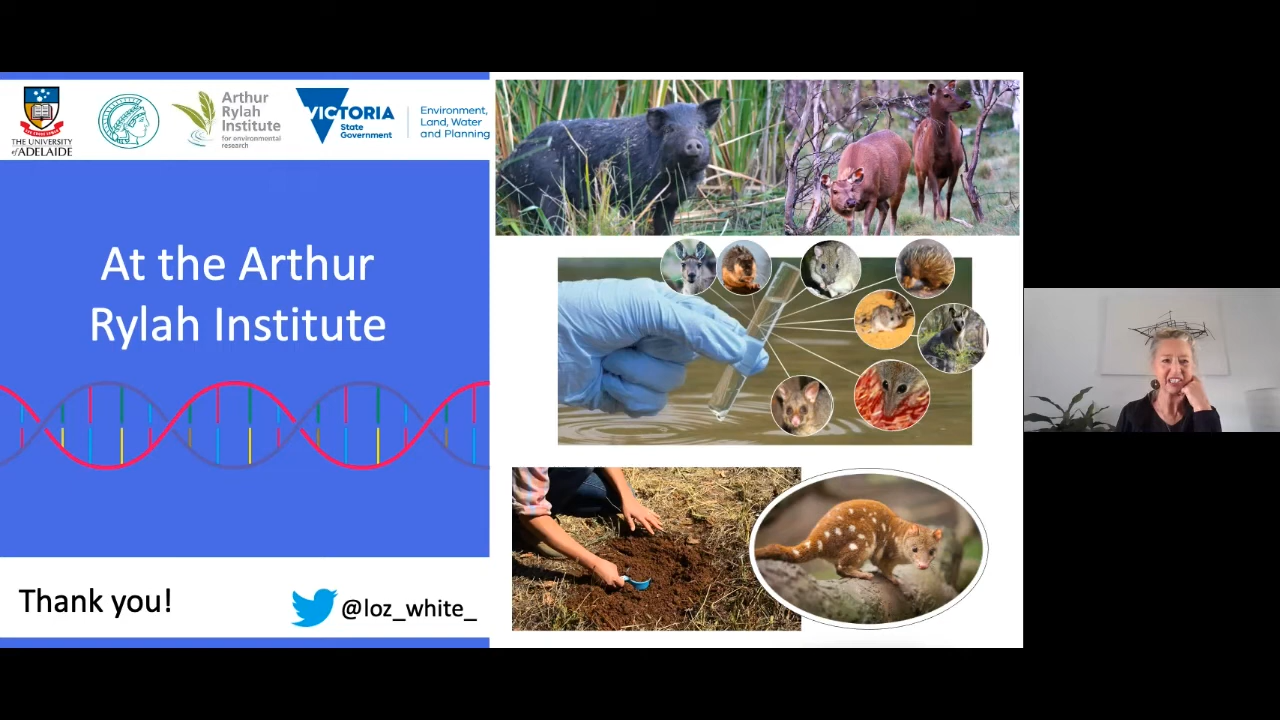 THE UNIVERSITY
of ADELAIDE
Arthur
Rylah
Institute
for environmental
research
VICTORIA
State
Government
Environment,
Land, Water
and Planning
At the Arthur
Rylah Institute
Thank you!
@loz_white_